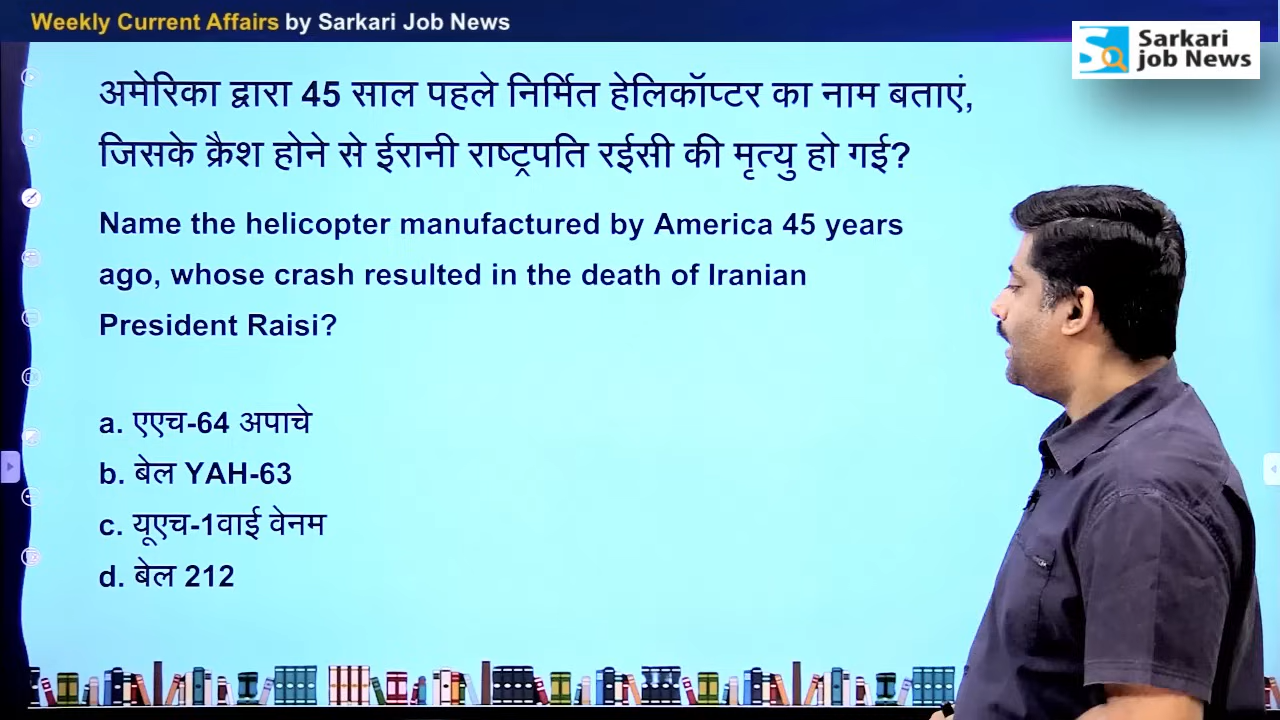 Weekly Current Affairs by Sarkari Job News
Sarkari
Job News
अमेरिका द्वारा 45 साल पहले निर्मित हेलिकॉप्टर का नाम बताएं,
जिसके क्रैश होने से ईरानी राष्ट्रपति रईसी की मृत्यु हो गई?
Name the helicopter manufactured by America 45 years
ago, whose crash resulted in the death of Iranian
President Raisi?
a. एएच-64 अपाचे
b. बेल YAH-63
c. यूएच-1वाई वेनम
d. बेल 212